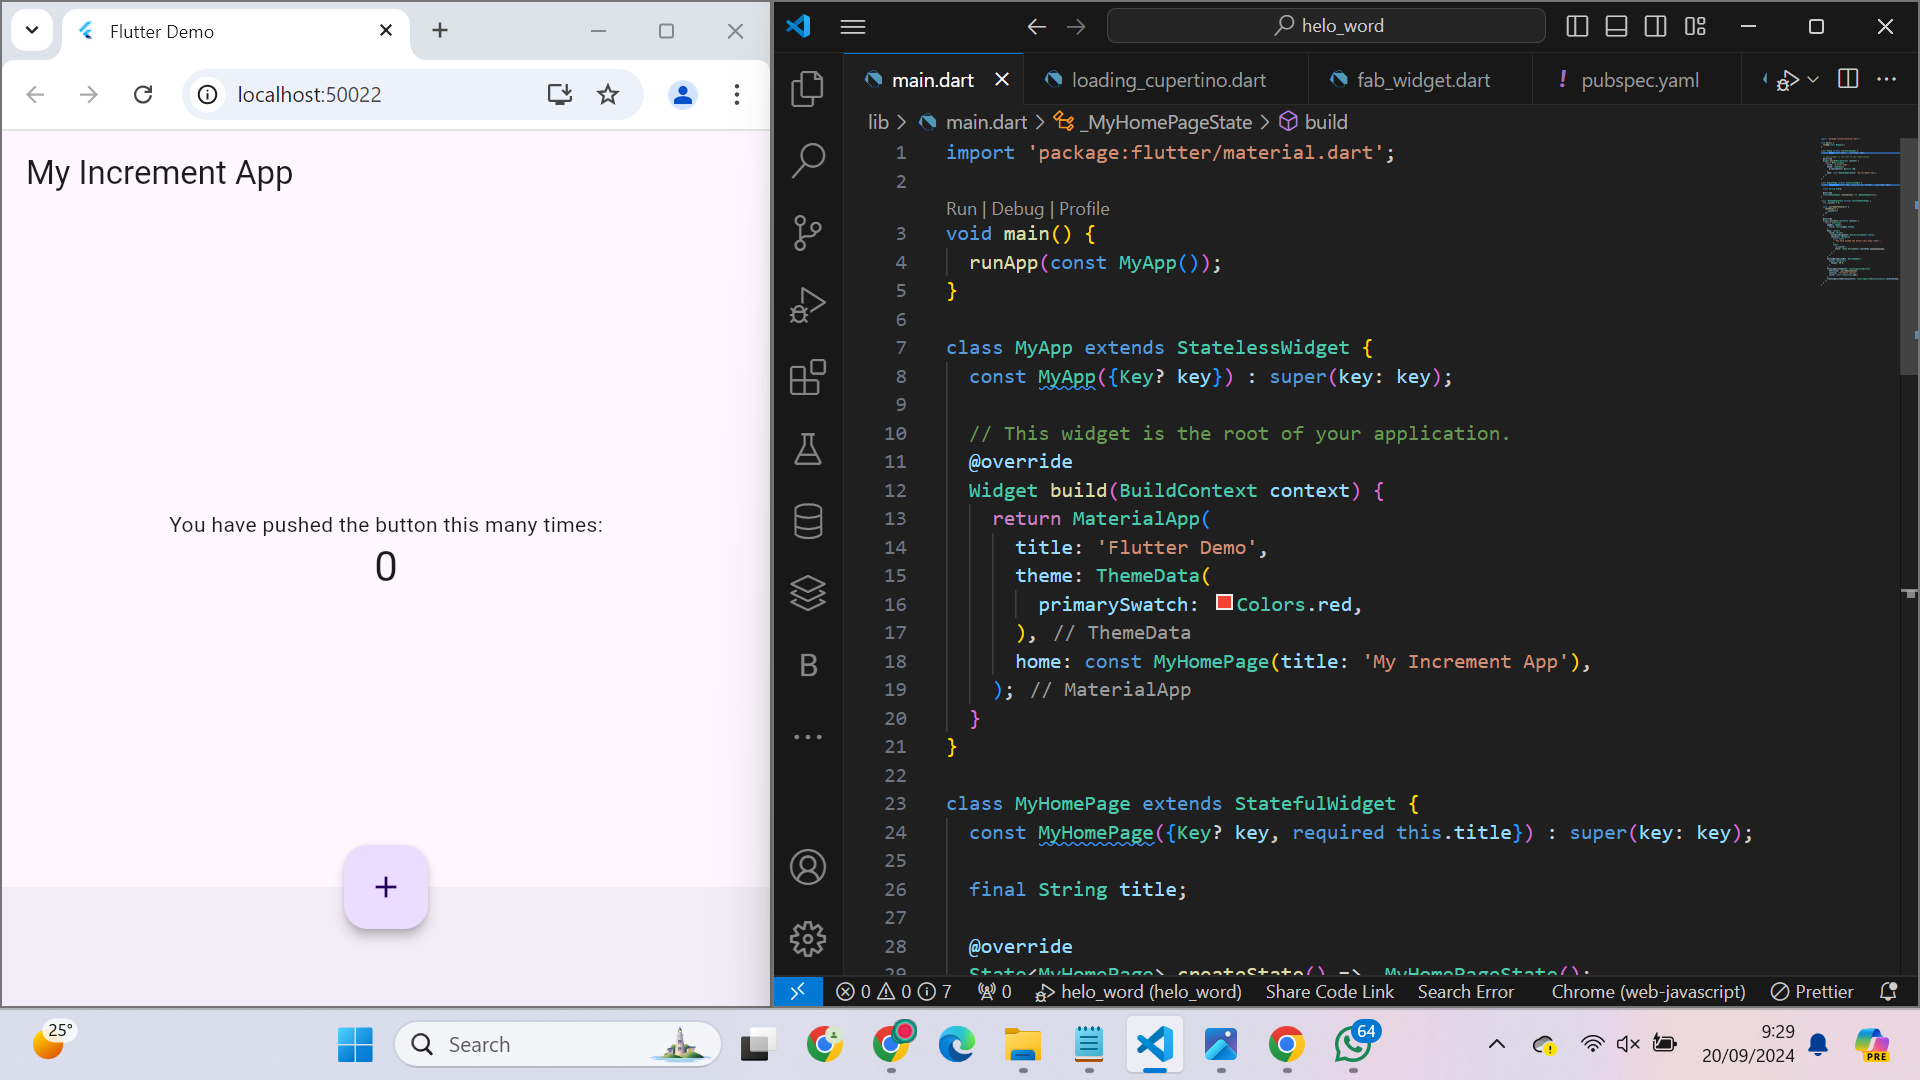 Flutter Demo
localhost:50022
My Increment App
You have pushed the button this many times:
0
+
helo_word
main.dart
loading_cupertino.dart
fab_widget.dart
! pubspec.yaml
lib > main.dart > _MyHomePageState > build
1 import 'package:flutter/material.dart';
2
Run | Debug | Profile
3 void main() {
4 runApp(const MyApp());
5 }
6
7 class MyApp extends StatelessWidget {
8 const MyApp({Key? key}) : super(key: key);
9
10 // This widget is the root of your application.
11 @override
12 Widget build(BuildContext context) {
13 return MaterialApp(
14 title: 'Flutter Demo',
15 theme: ThemeData(
16 primarySwatch: Colors.red,
17 ), // ThemeData
18 home: const MyHomePage(title: 'My Increment App'),
19 ); // MaterialApp
20 }
21 }
22
23 class MyHomePage extends StatefulWidget {
24 const MyHomePage({Key? key, required this.title}) : super(key: key);
25
26 final String title;
27
28 @override
29 State<MyHomePage> createState() => _MyHomePageState();
B
0 0 7
0
helo_word (helo_word)
Share Code Link
Search Error
Chrome (web-javascript)
Prettier
25°
Search
64
9:29
20/09/2024
PRE